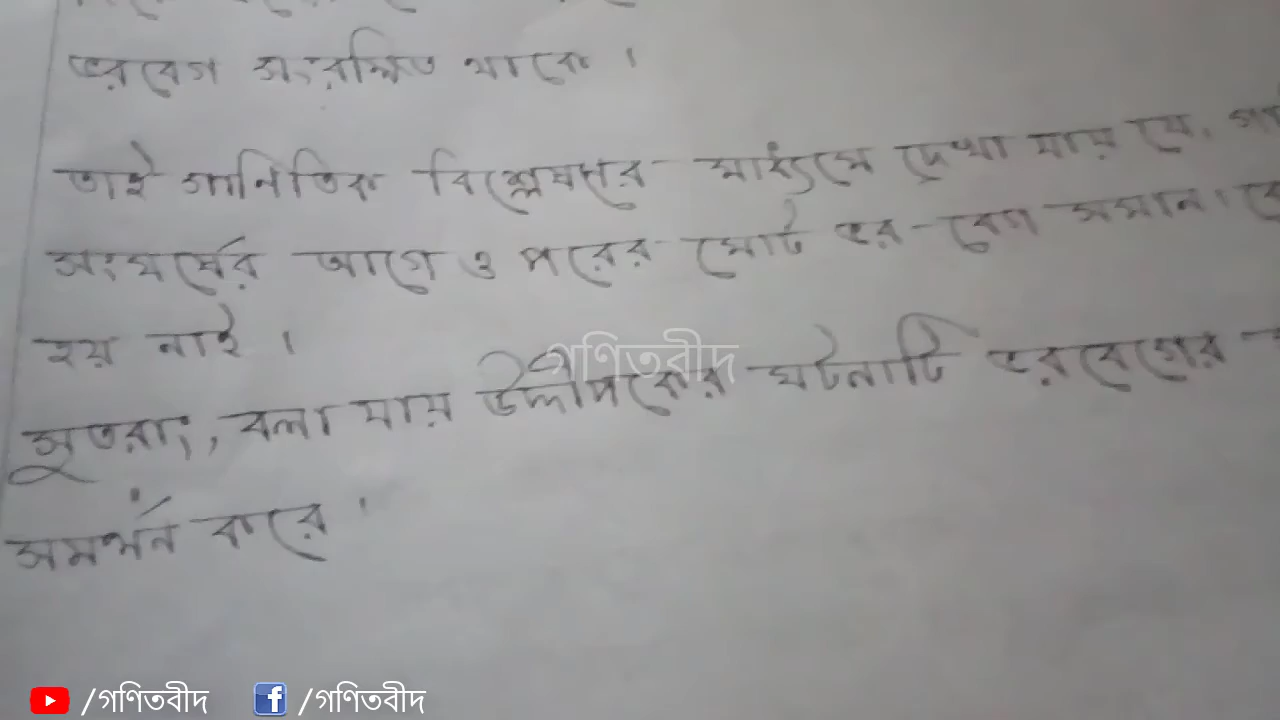 ভরবেগ সংরক্ষিত থাকে ।
তাই গানিতিক বিশ্লেষণের মাধ্যমে দেখা যায় যে,
সংঘর্ষের আগে ও পরের মোট ভর-বেগ সমান ।
হয় নাই ।
গণিতবীদ
সুতরাং, বলা যায় উদ্দীপকের ঘটনাটি ভরবেগের
সমর্থন করে ।
/গণিতবীদ /গণিতবীদ